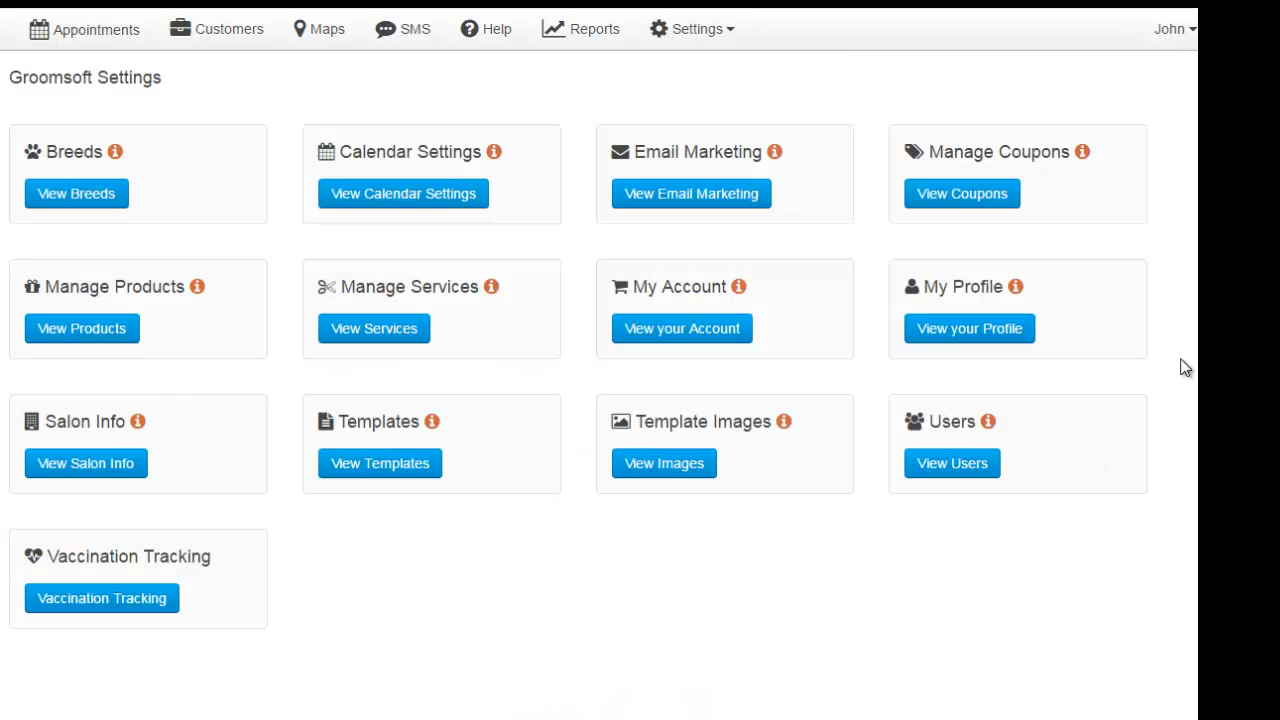 Appointments Customers Maps SMS Help Reports Settings John
Groomsoft Settings
Breeds Calendar Settings Email Marketing Manage Coupons
View Breeds View Calendar Settings View Email Marketing View Coupons
Manage Products Manage Services My Account My Profile
View Products View Services View your Account View your Profile
Salon Info Templates Template Images Users
View Salon Info View Templates View Images View Users
Vaccination Tracking
Vaccination Tracking